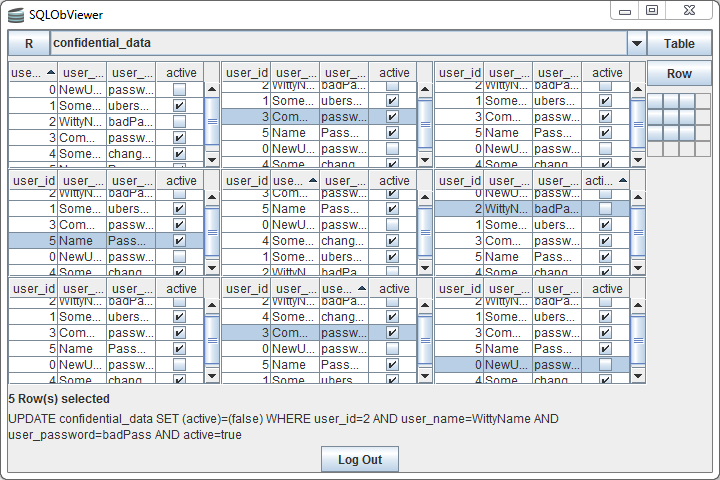 SQLObViewer
R confidential_data Table
Row
use... user_... user_... active
0 NewU... passw...
1 Some... ubers...
2 WittyN... badPa...
3 Com... passw...
4 Some... chang...
user_id user_... user_... active
2 WittyN... badPa...
1 Some... ubers...
3 Com... passw...
5 Name Pass...
0 NewU... passw...
4 Some... chang...
user_id user_... user_... active
2 WittyN... badPa...
1 Some... ubers...
3 Com... passw...
5 Name Pass...
0 NewU... passw...
4 Some... chang...
user_id user_... user_... active
2 WittyN... badPa...
1 Some... ubers...
3 Com... passw...
5 Name Pass...
0 NewU... passw...
4 Some... chang...
user_id use... user_... active
3 Com... passw...
5 Name Pass...
0 NewU... passw...
4 Some... chang...
1 Some... ubers...
2 WittyN... badPa...
user_id user_... user_... acti...
0 NewU... passw...
2 WittyN... badPa...
1 Some... ubers...
3 Com... passw...
5 Name Pass...
4 Some... chang...
user_id user_... user_... active
2 WittyN... badPa...
1 Some... ubers...
3 Com... passw...
5 Name Pass...
0 NewU... passw...
4 Some... chang...
user_id user_... use... active
2 WittyN... badPa...
4 Some... chang...
3 Com... passw...
0 NewU... passw...
5 Name Pass...
1 Some... ubers...
user_id user_... user_... active
2 WittyN... badPa...
1 Some... ubers...
3 Com... passw...
5 Name Pass...
0 NewU... passw...
4 Some... chang...
5 Row(s) selected
UPDATE confidential_data SET (active)=(false) WHERE user_id=2 AND user_name=WittyName AND
user_password=badPass AND active=true
Log Out